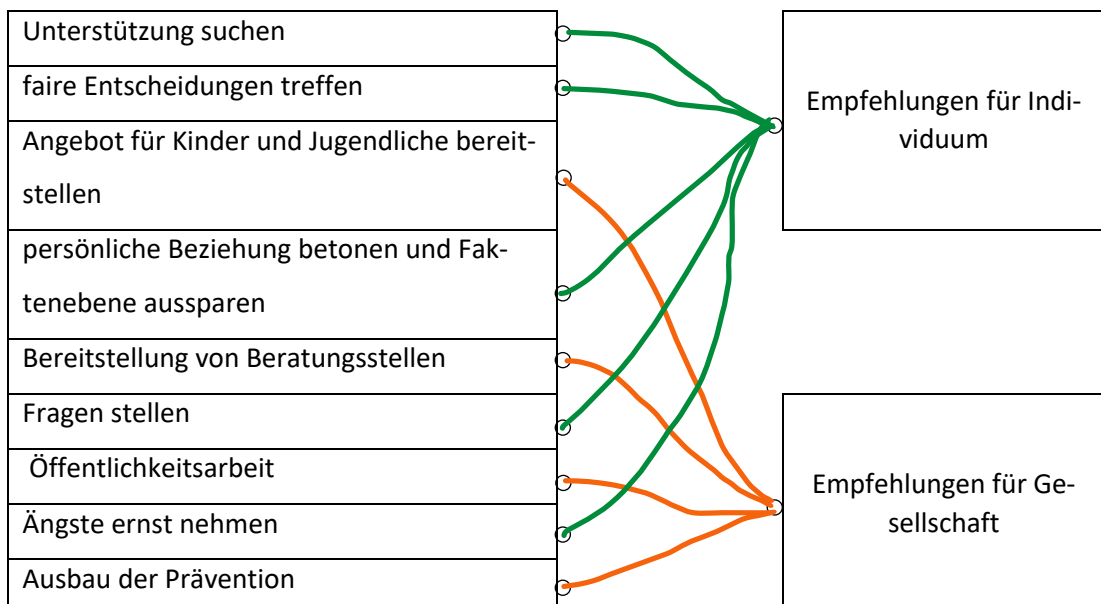 Unterstützung suchen
faire Entscheidungen treffen
Angebot für Kinder und Jugendliche bereit-
stellen
persönliche Beziehung betonen und Fak-
tenebene aussparen
Bereitstellung von Beratungsstellen
Fragen stellen
Öffentlichkeitsarbeit
Ängste ernst nehmen
Ausbau der Prävention
Empfehlungen für Indi-
viduum
Empfehlungen für Ge-
sellschaft